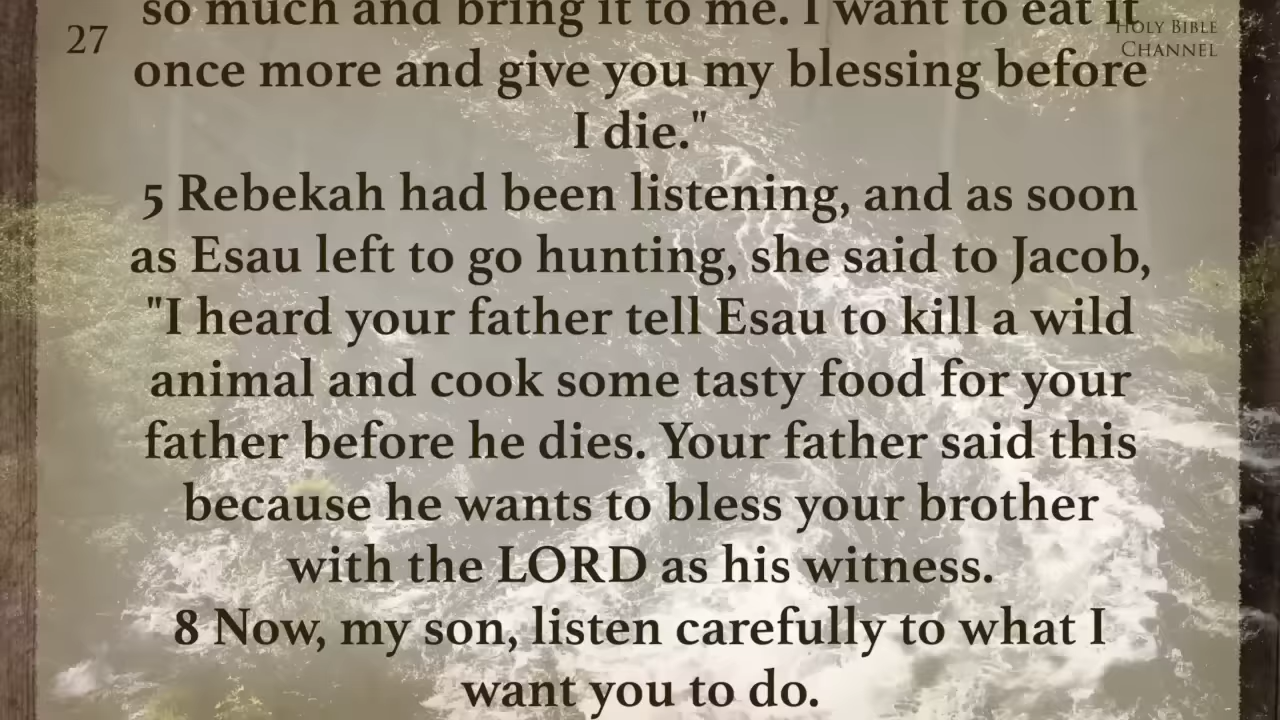 so much and bring it to me. I want to eat it
27
HOLY BIBLE
CHANNEL
once more and give you my blessing before
I die."
5 Rebekah had been listening, and as soon
as Esau left to go hunting, she said to Jacob,
"I heard your father tell Esau to kill a wild
animal and cook some tasty food for your
father before he dies. Your father said this
because he wants to bless your brother
with the LORD as his witness.
8 Now, my son, listen carefully to what I
want you to do.